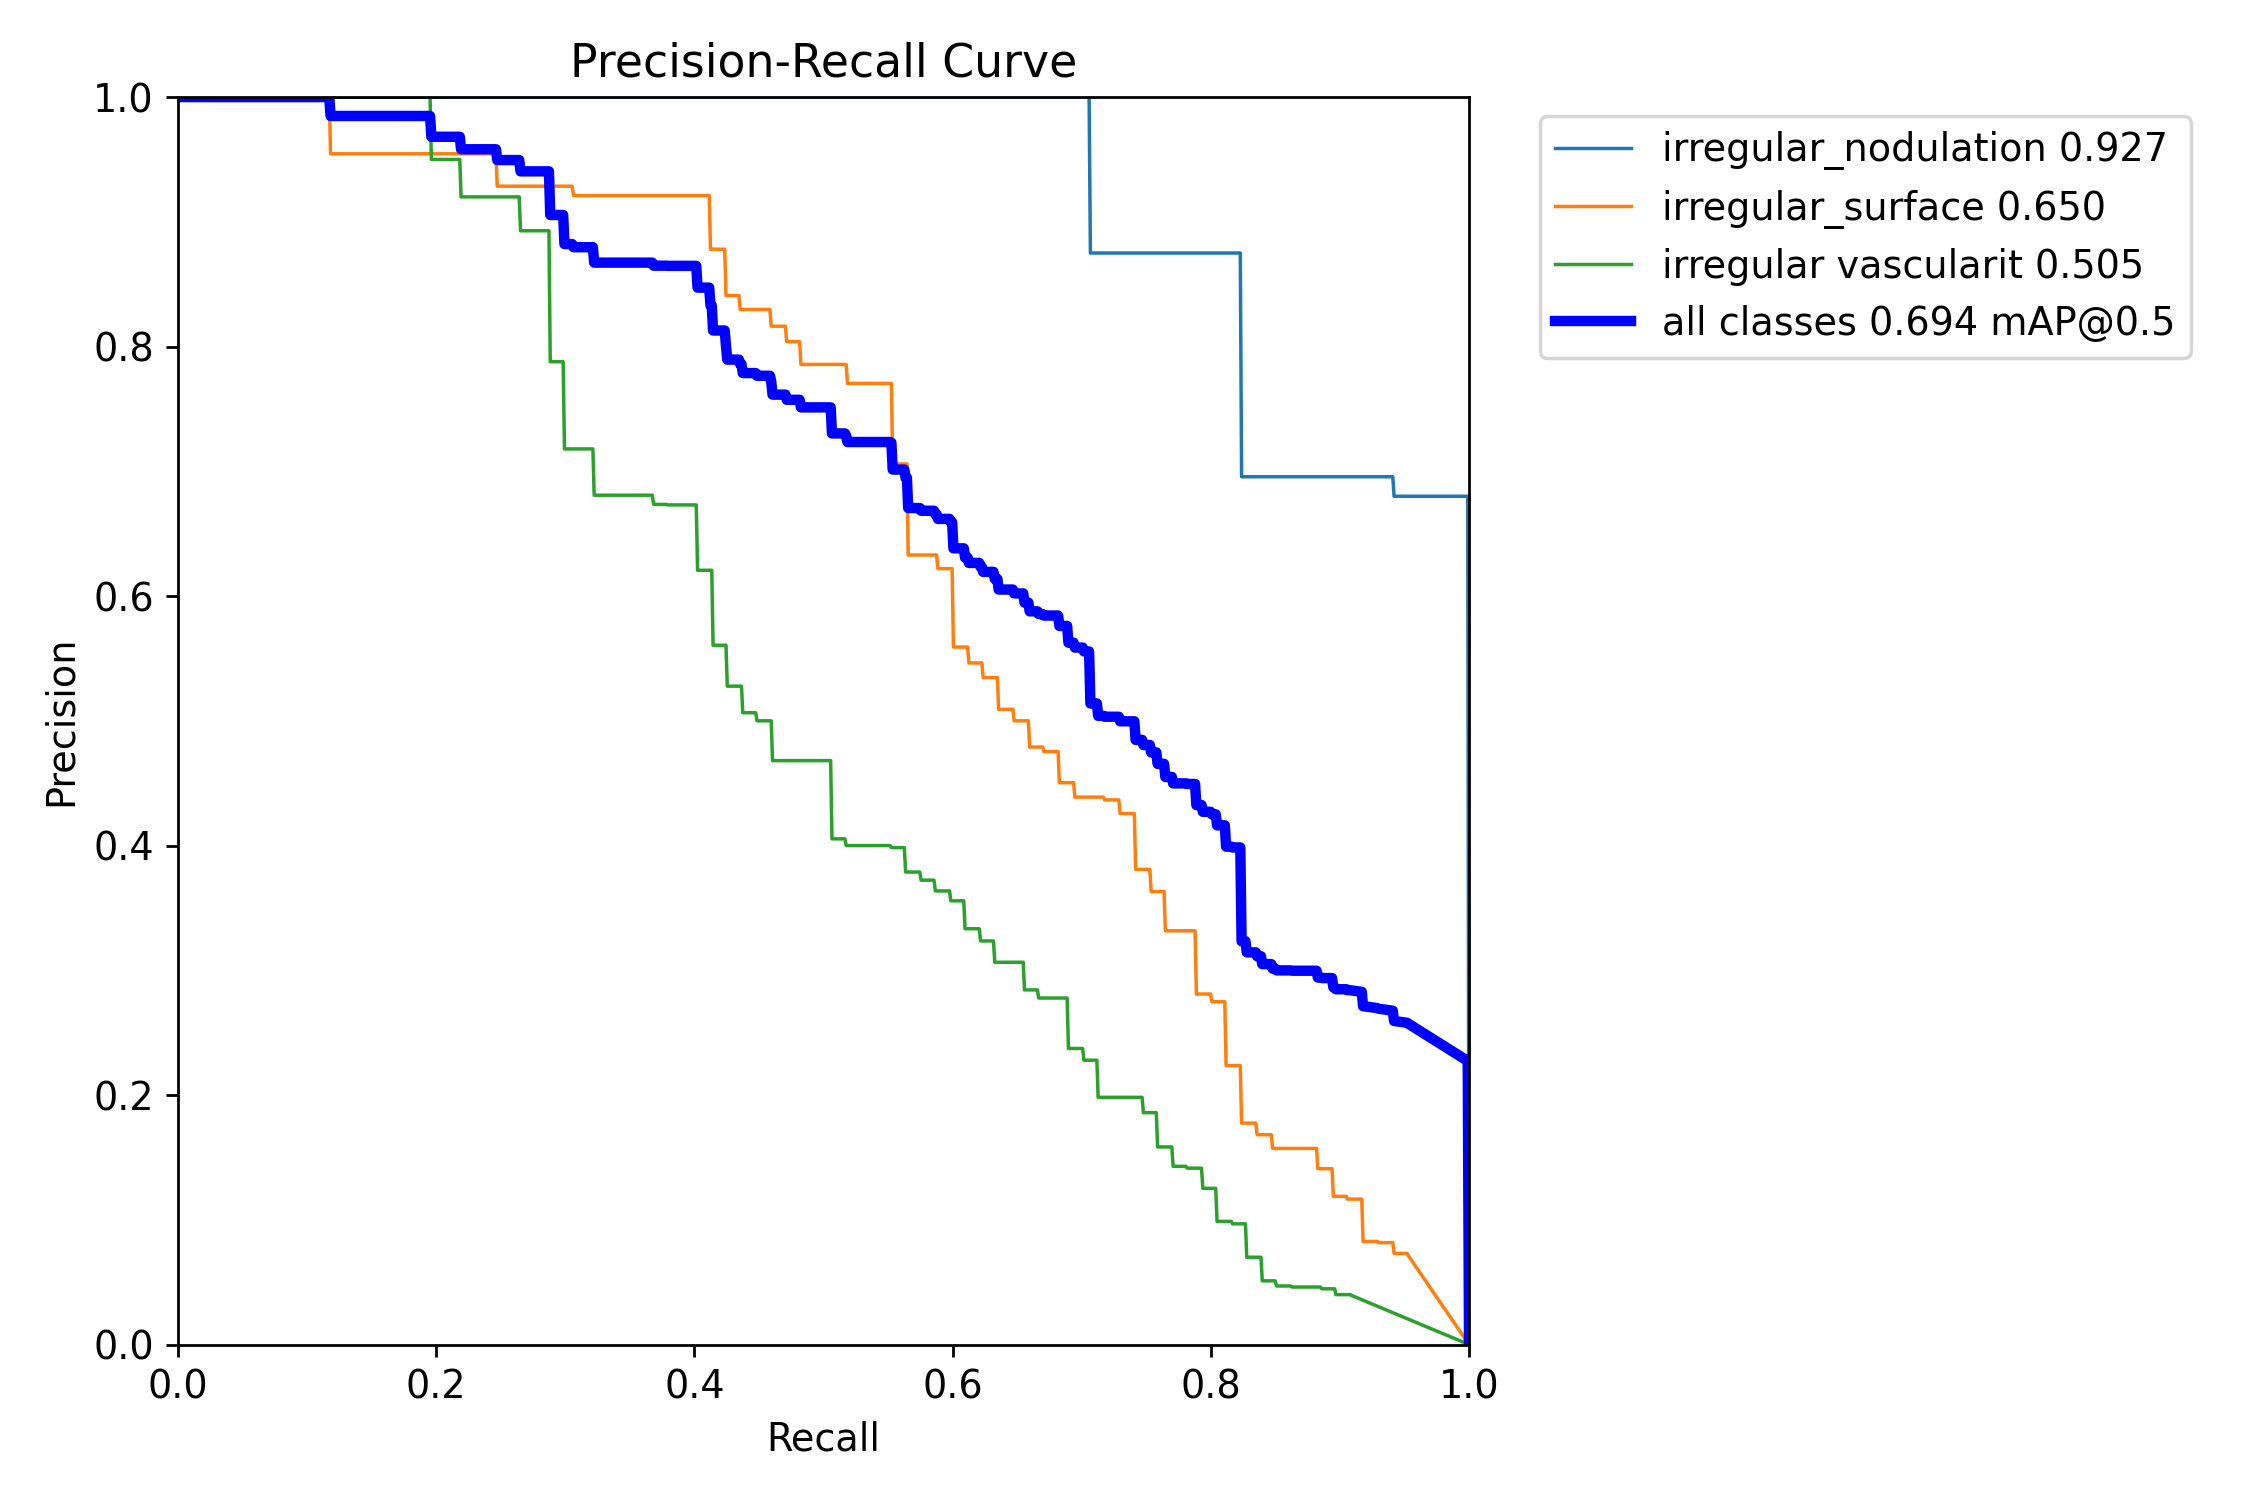 Precision-Recall Curve
1.0
0.8
0.6
0.4
0.2
0.0
Precision
0.0 0.2 0.4 0.6 0.8 1.0
Recall
irregular_nodulation 0.927
irregular_surface 0.650
irregular vascularit 0.505
all classes 0.694 mAP@0.5